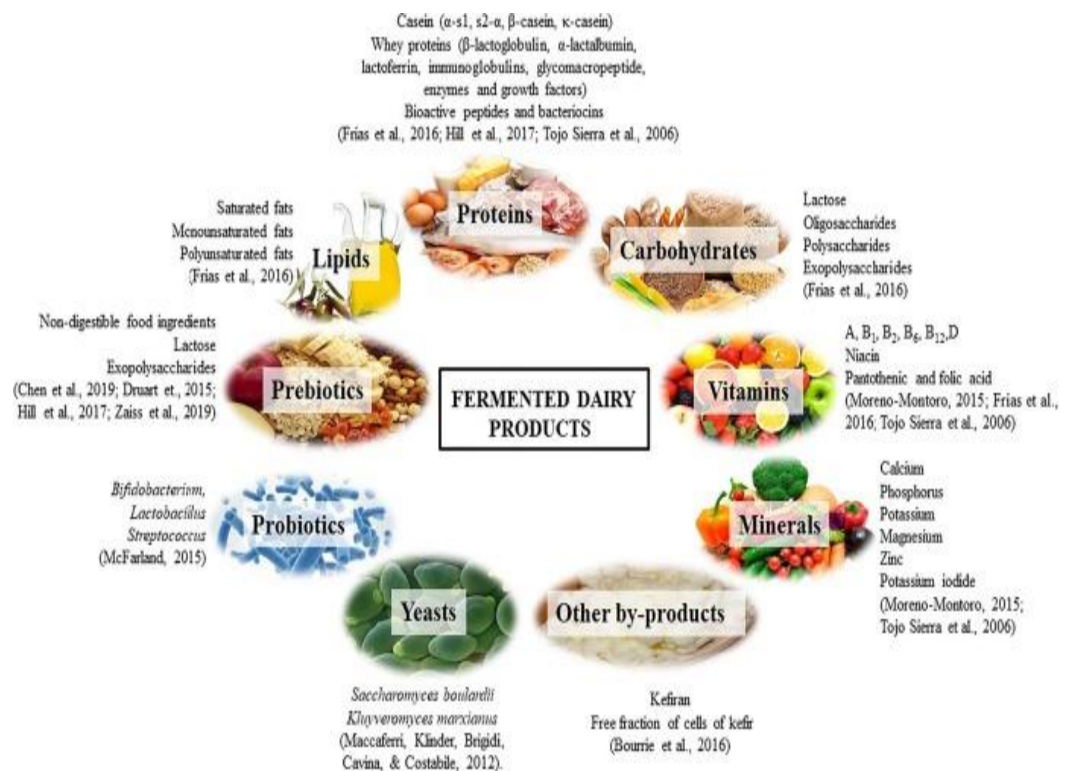 Casein (α-s1, s2-α, β-casein, κ-casein)
Whey proteins (β-lactoglobulin, α-lactalbumin,
lactoferrin, immunoglobulins, glycomacropeptide,
enzymes and growth factors)
Bioactive peptides and bacteriocins
(Frías et al., 2016; Hill et al., 2017; Tojo Sierra et al., 2006)
Proteins
Lactose
Oligosaccharides
Polysaccharides
Exopolysaccharides
(Frias et al., 2016)
Carbohydrates
A, B₁, B₂, B₆, B₁₂,D
Niacin
Pantothenic and folic acid
(Moreno-Montoro, 2015; Frías et al.,
2016; Tojo Sierra et al., 2006)
Vitamins
Calcium
Phosphorus
Potassium
Magnesium
Zinc
Potassium iodide
(Moreno-Montoro, 2015;
Tojo Sierra et al., 2006)
Minerals
Other by-products
Kefiran
Free fraction of cells of kefir
(Bourrie et al., 2016)
Yeasts
Saccharomyces boulardii
Kluyveromyces marxianus
(Maccaferri, Klinder, Brigidi,
Cavina, & Costabile, 2012).
Probiotics
Bifidobacterium,
Lactobacillus
Streptococcus
(McFarland, 2015)
Prebiotics
Non-digestible food ingredients
Lactose
Exopolysaccharides
(Chen et al., 2019; Druart et., 2015;
Hill et al., 2017; Zaiss et al., 2019)
Lipids
Saturated fats
Monounsaturated fats
Polyunsaturated fats
(Frias et al., 2016)
FERMENTED DAIRY
PRODUCTS